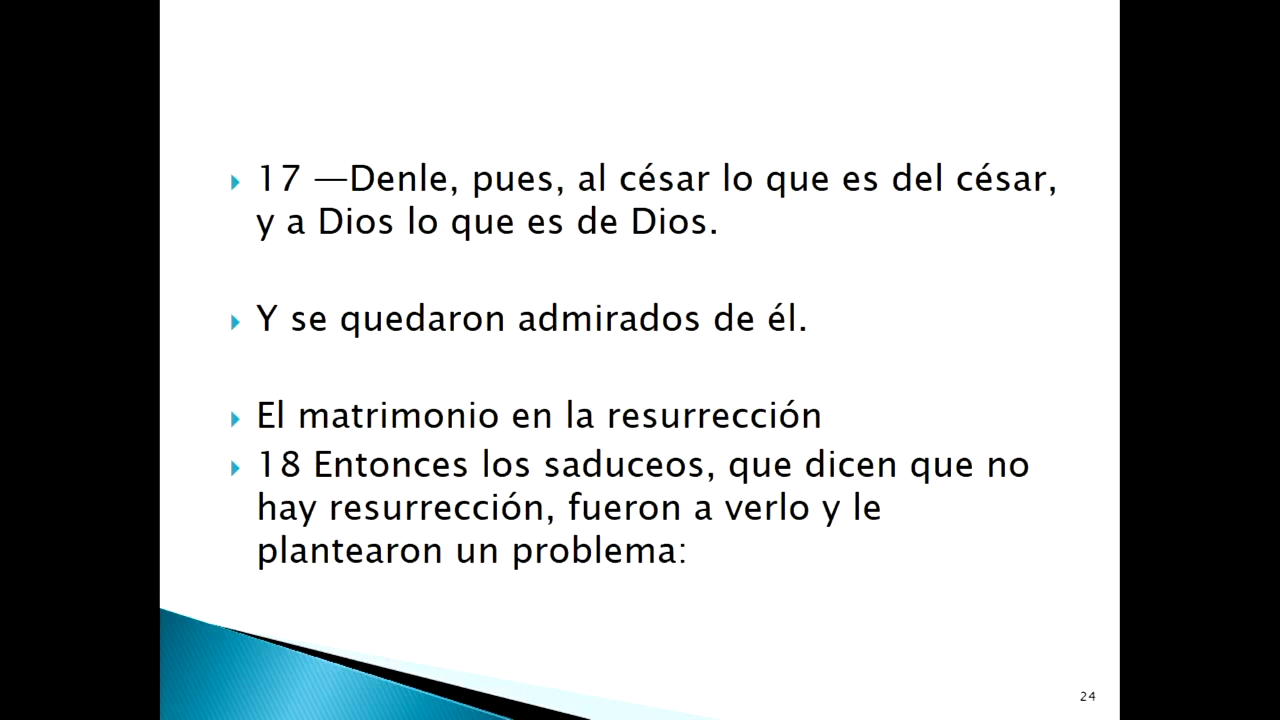 17 —Denle, pues, al césar lo que es del césar,
y a Dios lo que es de Dios.
Y se quedaron admirados de él.
El matrimonio en la resurrección
18 Entonces los saduceos, que dicen que no
hay resurrección, fueron a verlo y le
plantearon un problema:
24